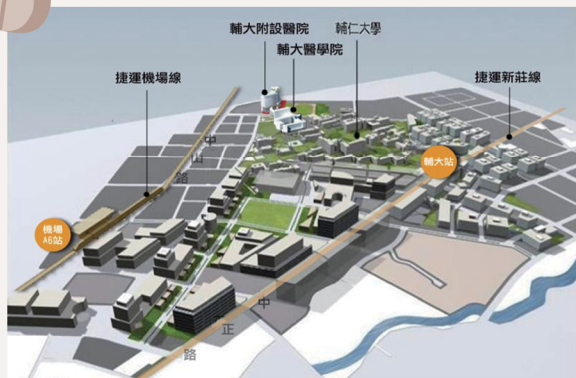 輔大附設醫院
輔仁大學
輔大醫學院
捷運機場線
捷運新莊線
中山路
輔大站
機場
A6站
中正路